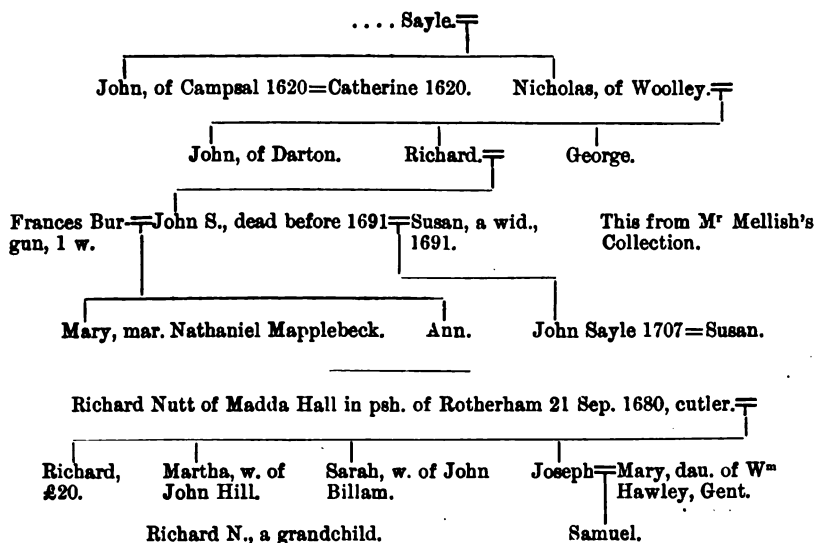 .... Sayle.
John, of Campsal 1620=Catherine 1620. Nicholas, of Woolley.
John, of Darton. Richard. George.
Frances Bur- John S., dead before 1691 Susan, a wid., This from Mr Mellish's
gun, 1 w. 1691. Collection.
Mary, mar. Nathaniel Mapplebeck. Ann. John Sayle 1707=Susan.
Richard Nutt of Madda Hall in psh. of Rotherham 21 Sep. 1680, cutler.
Richard, Martha, w. of Sarah, w. of John Joseph Mary, dau. of Wm
£20. John Hill. Billam. Hawley, Gent.
Richard N., a grandchild. Samuel.